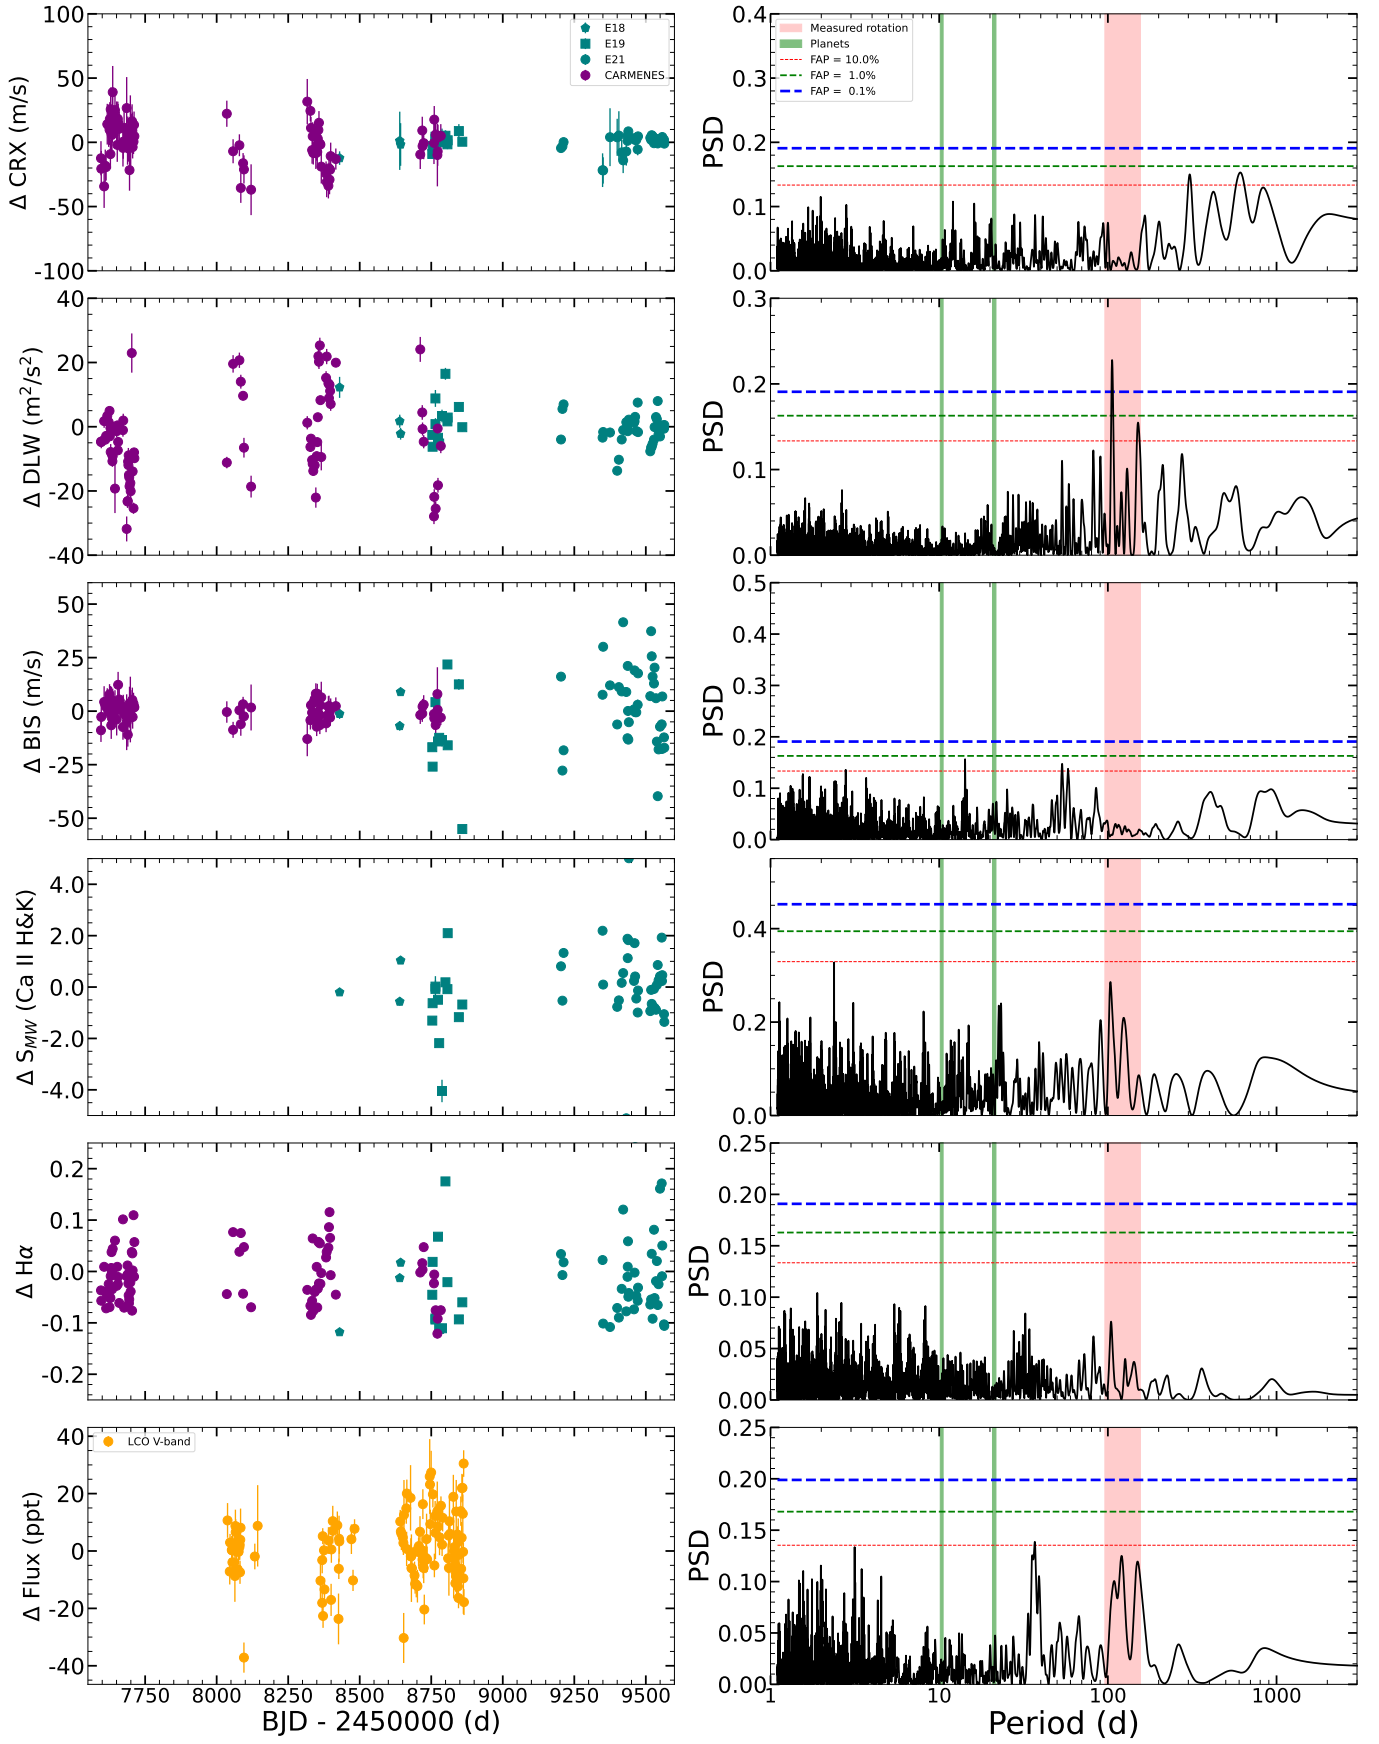 100
50
0
-50
-100
Δ CRX (m/s)
E18
E19
E21
CARMENES
0.4
0.3
0.2
0.1
0.0
PSD
Measured rotation
Planets
FAP = 10.0%
FAP = 1.0%
FAP = 0.1%
40
20
0
-20
-40
Δ DLW (m²/s²)
0.3
0.2
0.1
0.0
PSD
50
25
0
-25
-50
Δ BIS (m/s)
0.5
0.4
0.3
0.2
0.1
0.0
PSD
4.0
2.0
0.0
-2.0
-4.0
Δ S_MW (Ca II H&K)
0.4
0.2
0.0
PSD
0.2
0.1
0.0
-0.1
-0.2
Δ Hα
0.25
0.20
0.15
0.10
0.05
0.00
PSD
40
20
0
-20
-40
Δ Flux (ppt)
LCO V-band
7750 8000 8250 8500 8750 9000 9250 9500
BJD - 2450000 (d)
0.25
0.20
0.15
0.10
0.05
0.00
PSD
1 10 100 1000
Period (d)